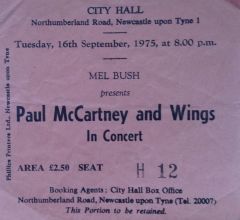 CITY HALL
Northumberland Road, Newcastle upon Tyne 1
Tuesday, 16th September, 1975, at 8.00 p.m.
MEL BUSH
presents
Paul McCartney and Wings
In Concert
AREA £2.50 SEAT H 12
Booking Agents: City Hall Box Office
Northumberland Road, Newcastle upon Tyne (Tel. 20007)
This Portion to be retained.
Phillips Printers Ltd., Newcastle upon Tyne